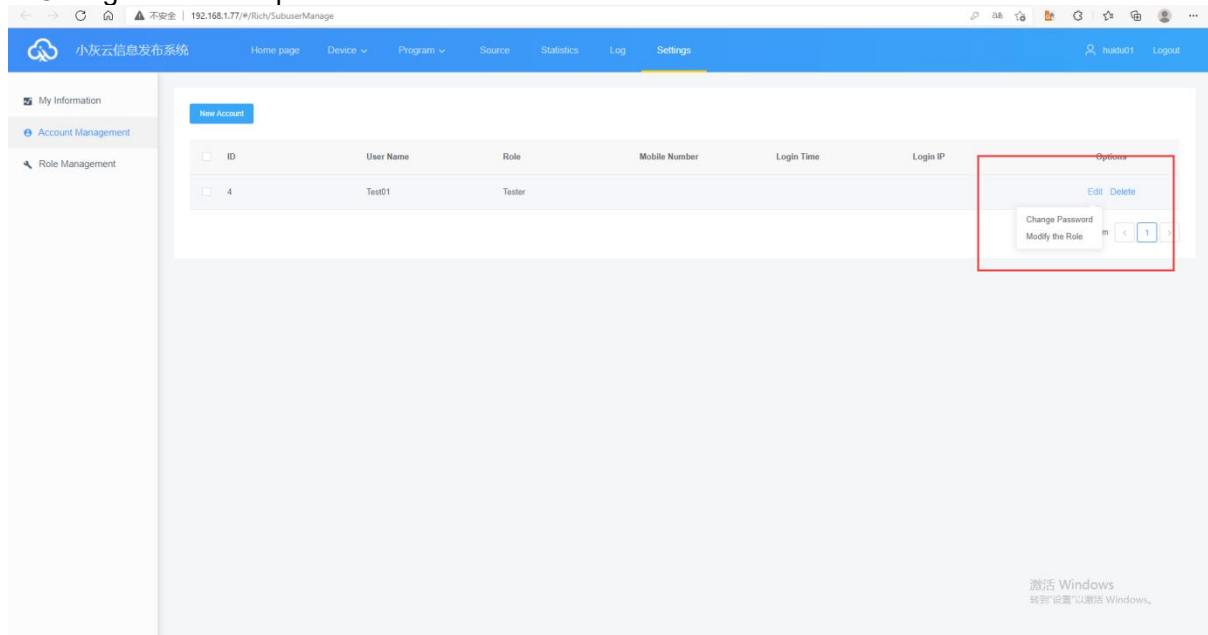 不安全 192.168.1.77/#/Rich/SubuserManage
小灰云信息发布系统 Home page Device Program Source Statistics Log Settings huidu01 Logout
My Information
Account Management
Role Management
New Account
ID User Name Role Mobile Number Login Time Login IP Options
4 Test01 Tester Edit Delete
Change Password
Modify the Role
1
激活 Windows
转到"设置"以激活 Windows。